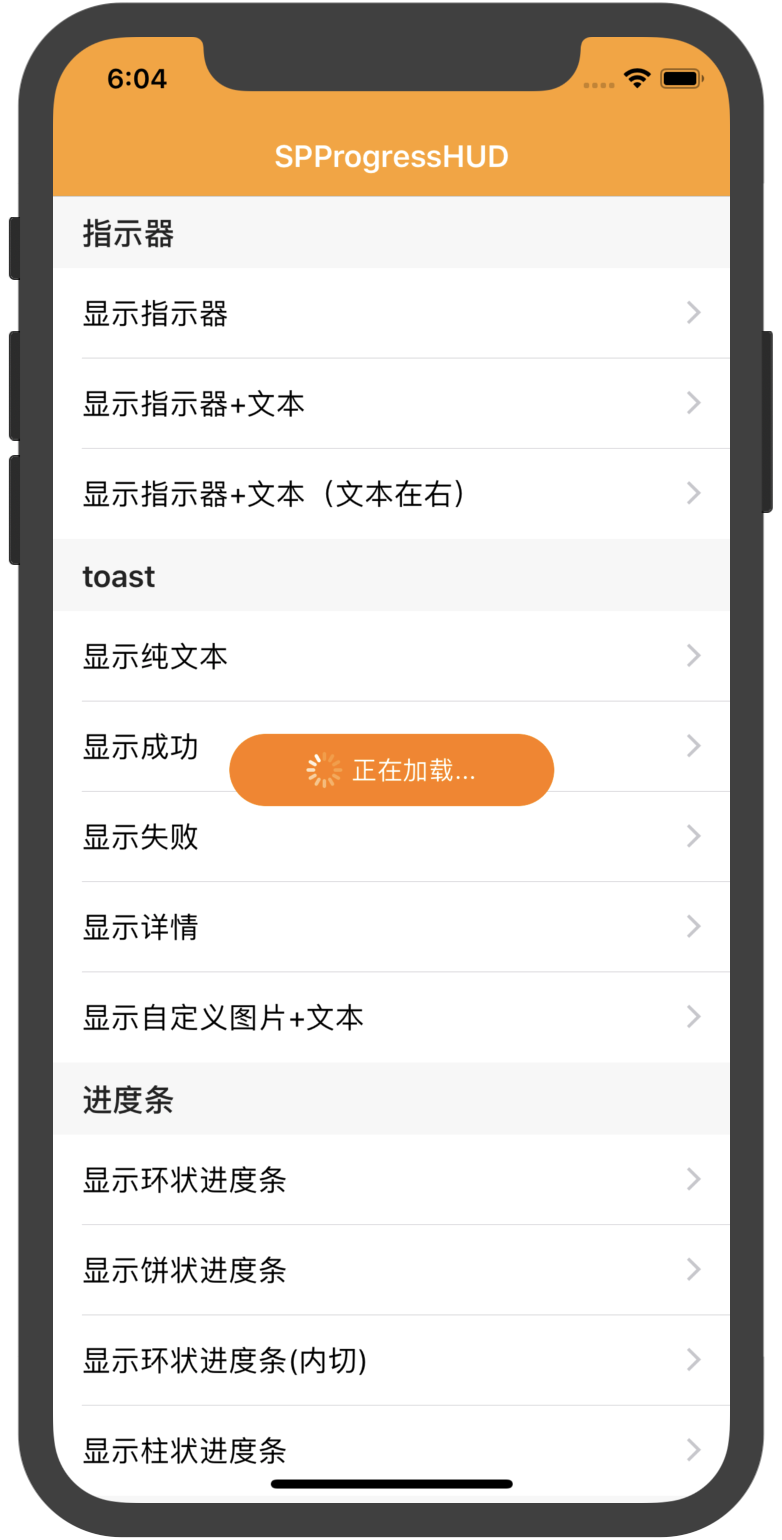 6:04
SPProgressHUD
指示器
显示指示器
显示指示器+文本
显示指示器+文本（文本在右）
toast
显示纯文本
显示成功
正在加载...
显示失败
显示详情
显示自定义图片+文本
进度条
显示环状进度条
显示饼状进度条
显示环状进度条(内切)
显示柱状进度条